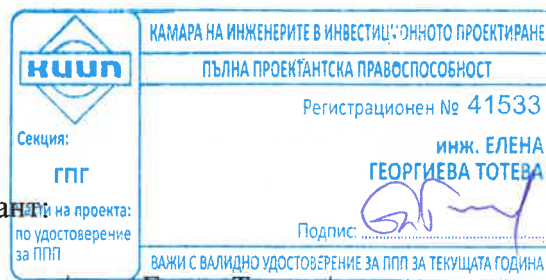 КАМАРА НА ИНЖЕНЕРИТЕ В ИНВЕСТИЦИОННОТО ПРОЕКТИРАНЕ
ПЪЛНА ПРОЕКТАНТСКА ПРАВОСПОСОБНОСТ
КИИП
Регистрационен № 41533
Секция:
ГПГ
инж. ЕЛЕНА
ГЕОРГИЕВА ТОТЕВА
Части на проекта:
по удостоверение
за ППП
Подпис:
ВАЖИ С ВАЛИДНО УДОСТОВЕРЕНИЕ ЗА ППП ЗА ТЕКУЩАТА ГОДИНА